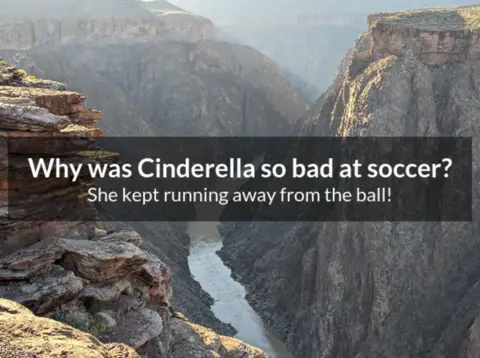 Why was Cinderella so bad at soccer?
She kept running away from the ball!